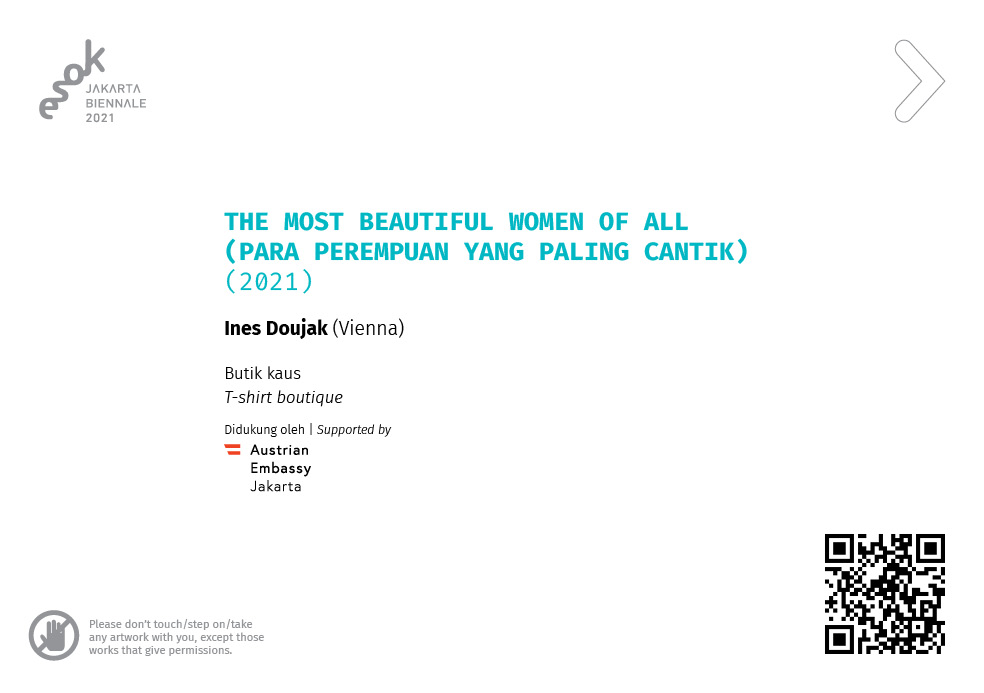 esok
JAKARTA
BIENNALE
2021
THE MOST BEAUTIFUL WOMEN OF ALL
(PARA PEREMPUAN YANG PALING CANTIK)
(2021)
Ines Doujak (Vienna)
Butik kaus
T-shirt boutique
Didukung oleh | Supported by
Austrian
Embassy
Jakarta
Please don’t touch/step on/take
any artwork with you, except those
works that give permissions.